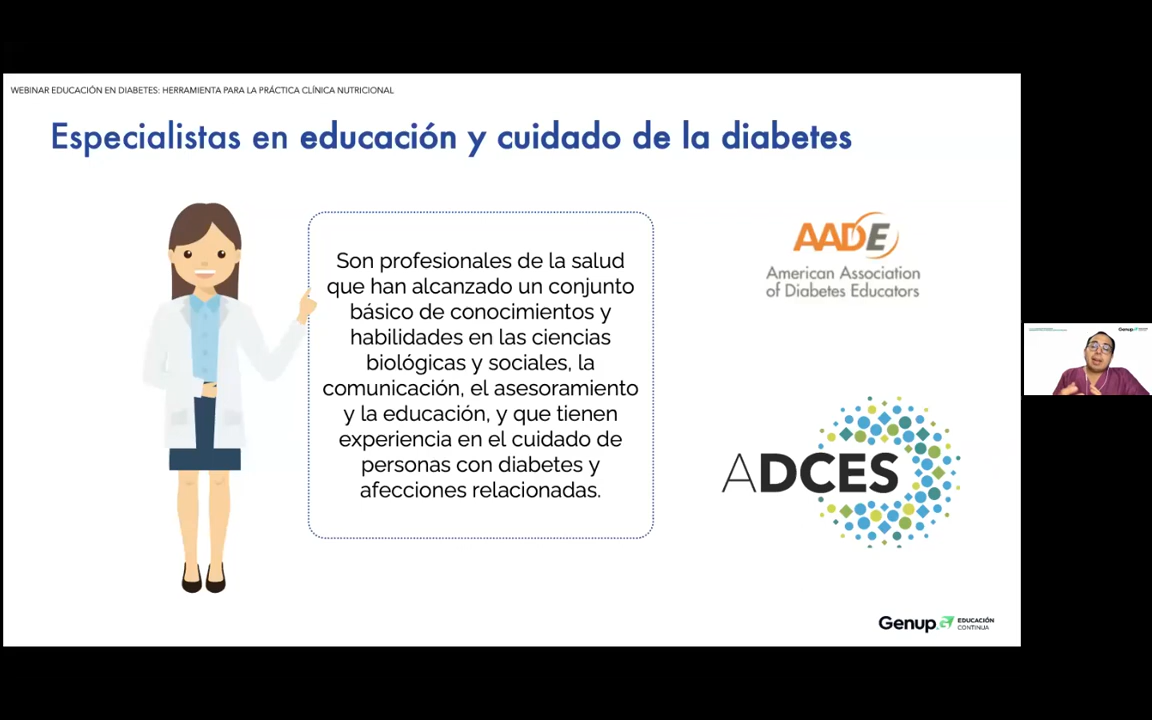 WEBINAR EDUCACIÓN EN DIABETES: HERRAMIENTA PARA LA PRÁCTICA CLÍNICA NUTRICIONAL
Especialistas en educación y cuidado de la diabetes
Son profesionales de la salud
que han alcanzado un conjunto
básico de conocimientos y
habilidades en las ciencias
biológicas y sociales, la
comunicación, el asesoramiento
y la educación, y que tienen
experiencia en el cuidado de
personas con diabetes y
afecciones relacionadas.
AADE
American Association
of Diabetes Educators
ADCES
Genup
EDUCACIÓN
CONTINUA
Genup